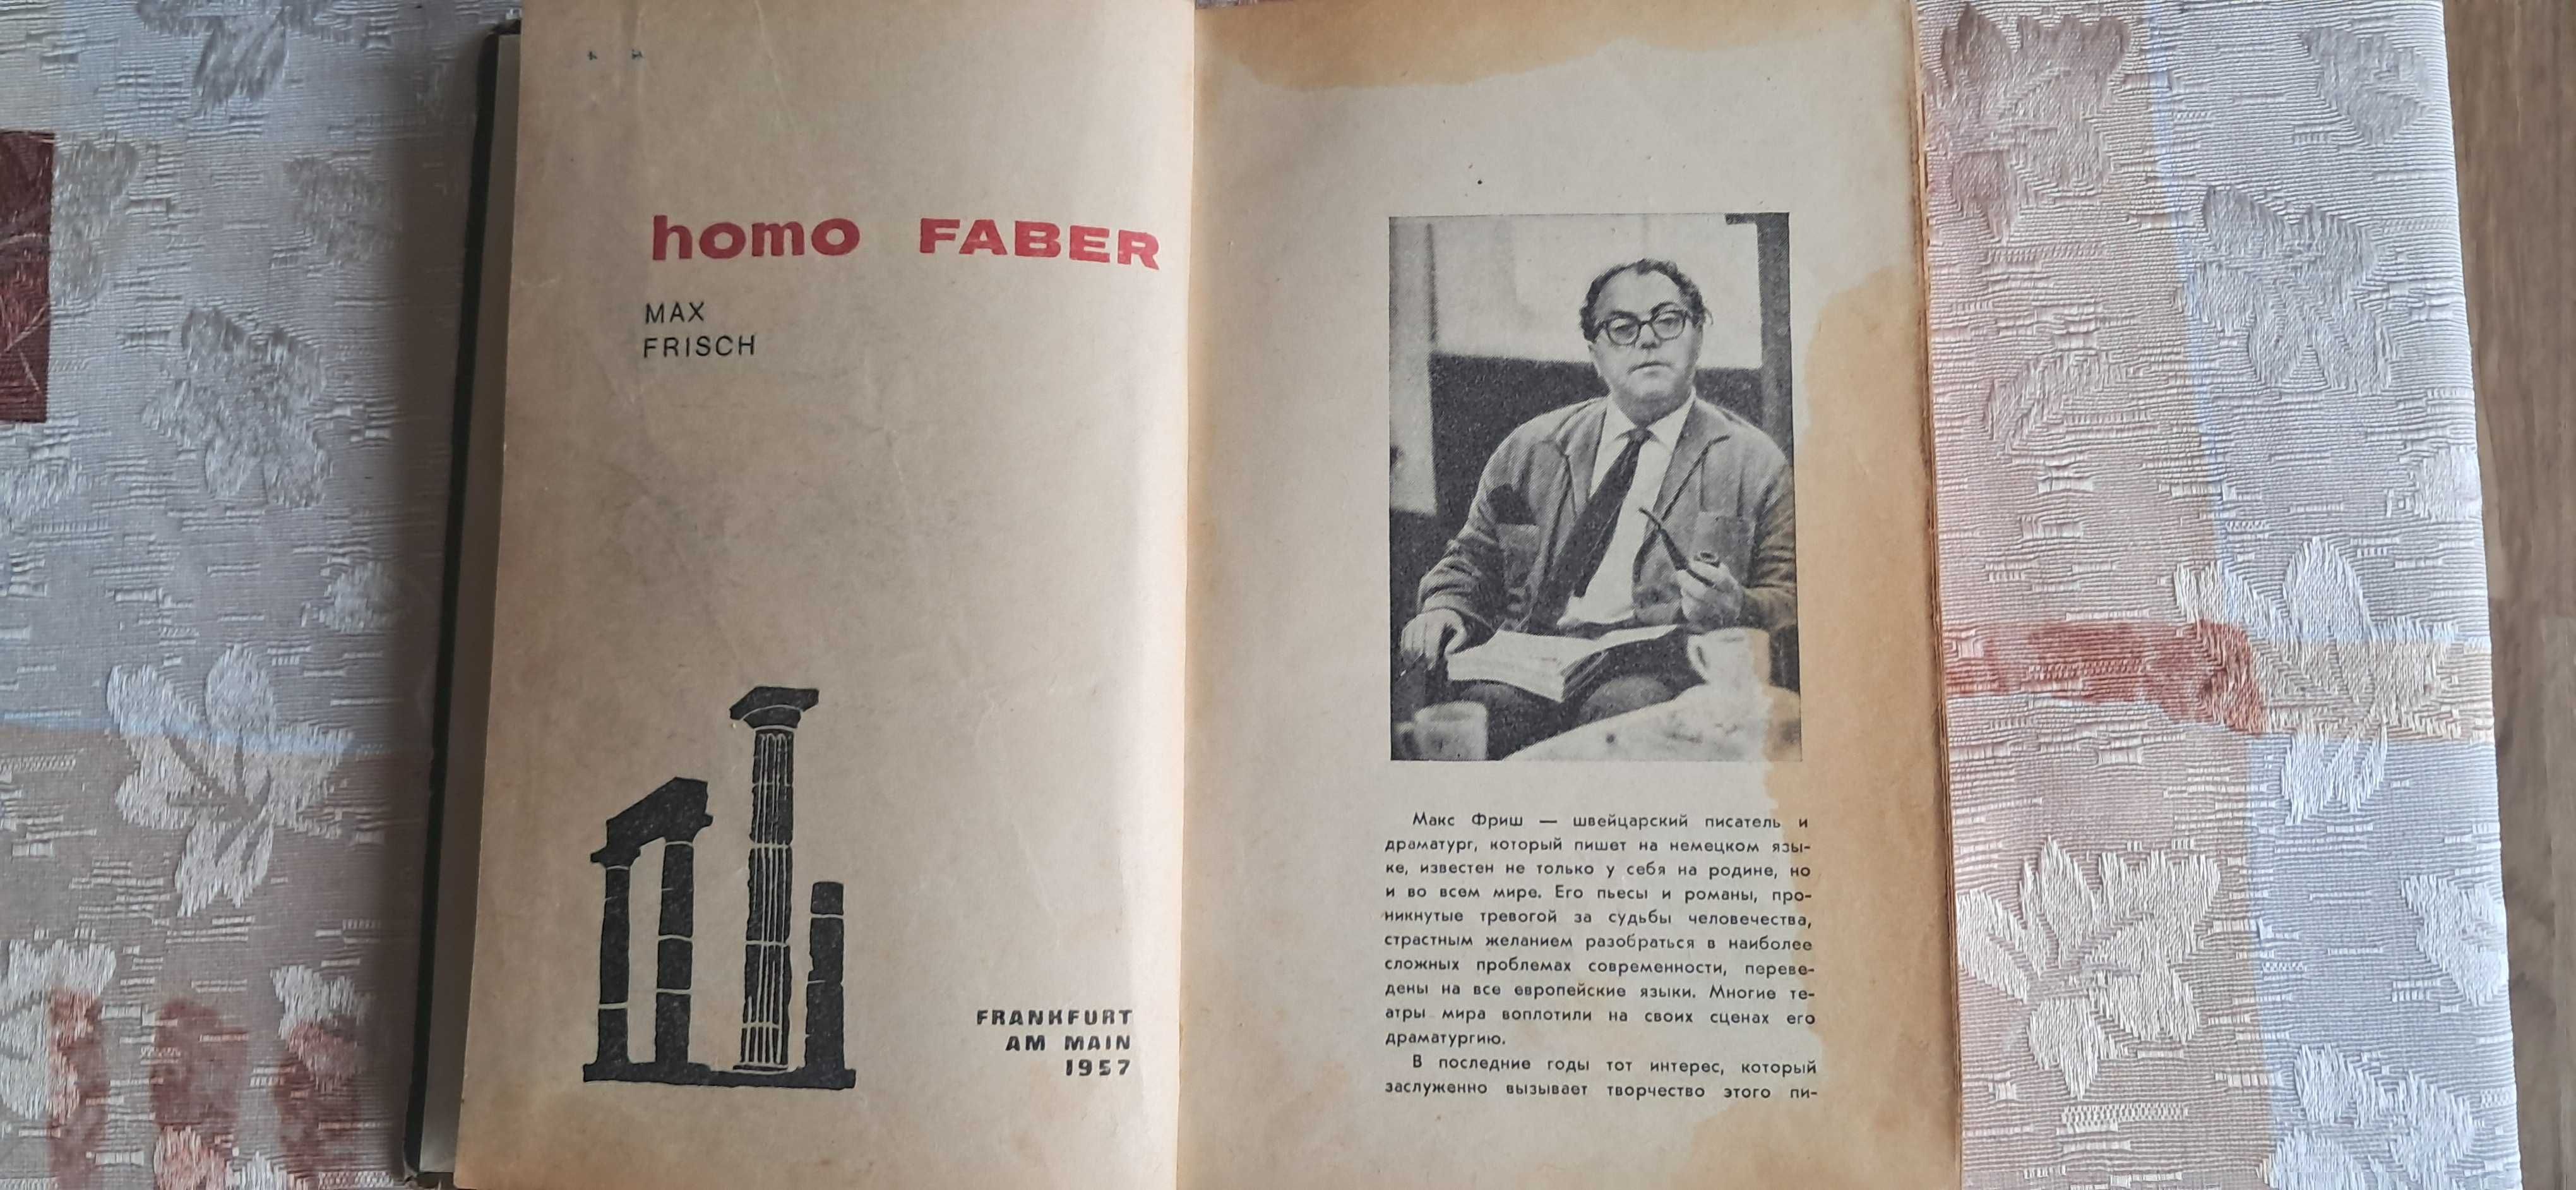 homo FABER
MAX
FRISCH
FRANKFURT
AM MAIN
1957
Макс Фриш — швейцарский писатель и
драматург, который пишет на немецком язы-
ке, известен не только у себя на родине, но
и во всем мире. Его пьесы и романы, про-
никнутые тревогой за судьбы человечества,
страстным желанием разобраться в наиболее
сложных проблемах современности, переве-
дены на все европейские языки. Многие те-
атры мира воплотили на своих сценах его
драматургию.
В последние годы тот интерес, который
заслуженно вызывает творчество этого пи-